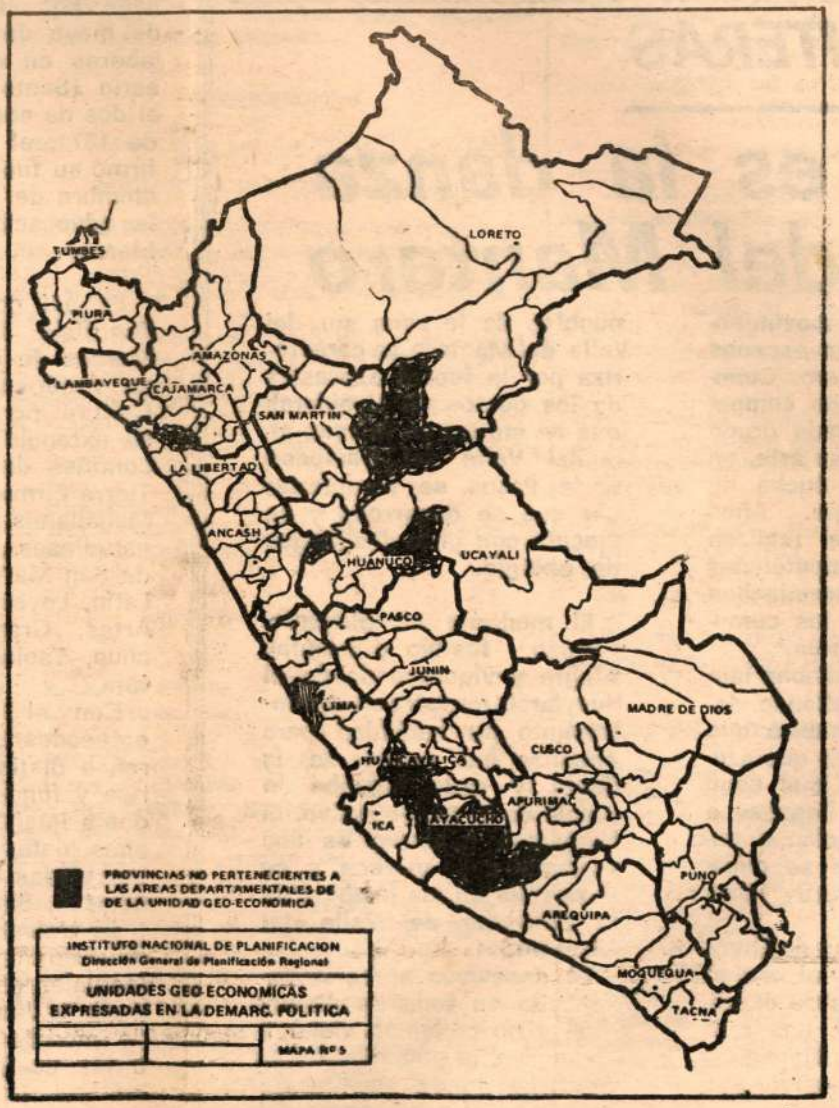 LORETO
TUMBES
PIURA
AMAZONAS
LAMBAYEQUE
CAJAMARCA
SAN MARTIN
LA LIBERTAD
ANCASH
HUANUCO
UCAYALI
PASCO
JUNIN
LIMA
MADRE DE DIOS
CUSCO
HUANCAVELICA
APURIMAC
ICA
AYACUCHO
PUNO
AREQUIPA
MOQUEGUA
TACNA
PROVINCIAS NO PERTENECIENTES A
LAS AREAS DEPARTAMENTALES DE
DE LA UNIDAD GEO-ECONOMICA
INSTITUTO NACIONAL DE PLANIFICACION
Dirección General de Planificación Regional
UNIDADES GEO-ECONOMICAS
EXPRESADAS EN LA DEMARC. POLITICA
MAPA Nº 5